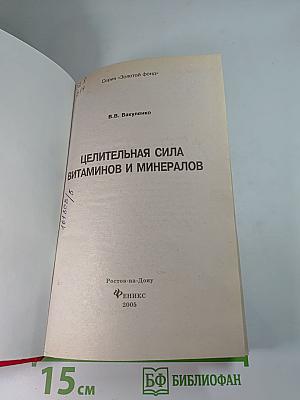 Серия «Золотой фонд»
В.В. Вакуленко
ЦЕЛИТЕЛЬНАЯ СИЛА
ВИТАМИНОВ И МИНЕРАЛОВ
Ростов-на-Дону
ФЕНИКС
2005
15 см
БФ БИБЛИОФАН